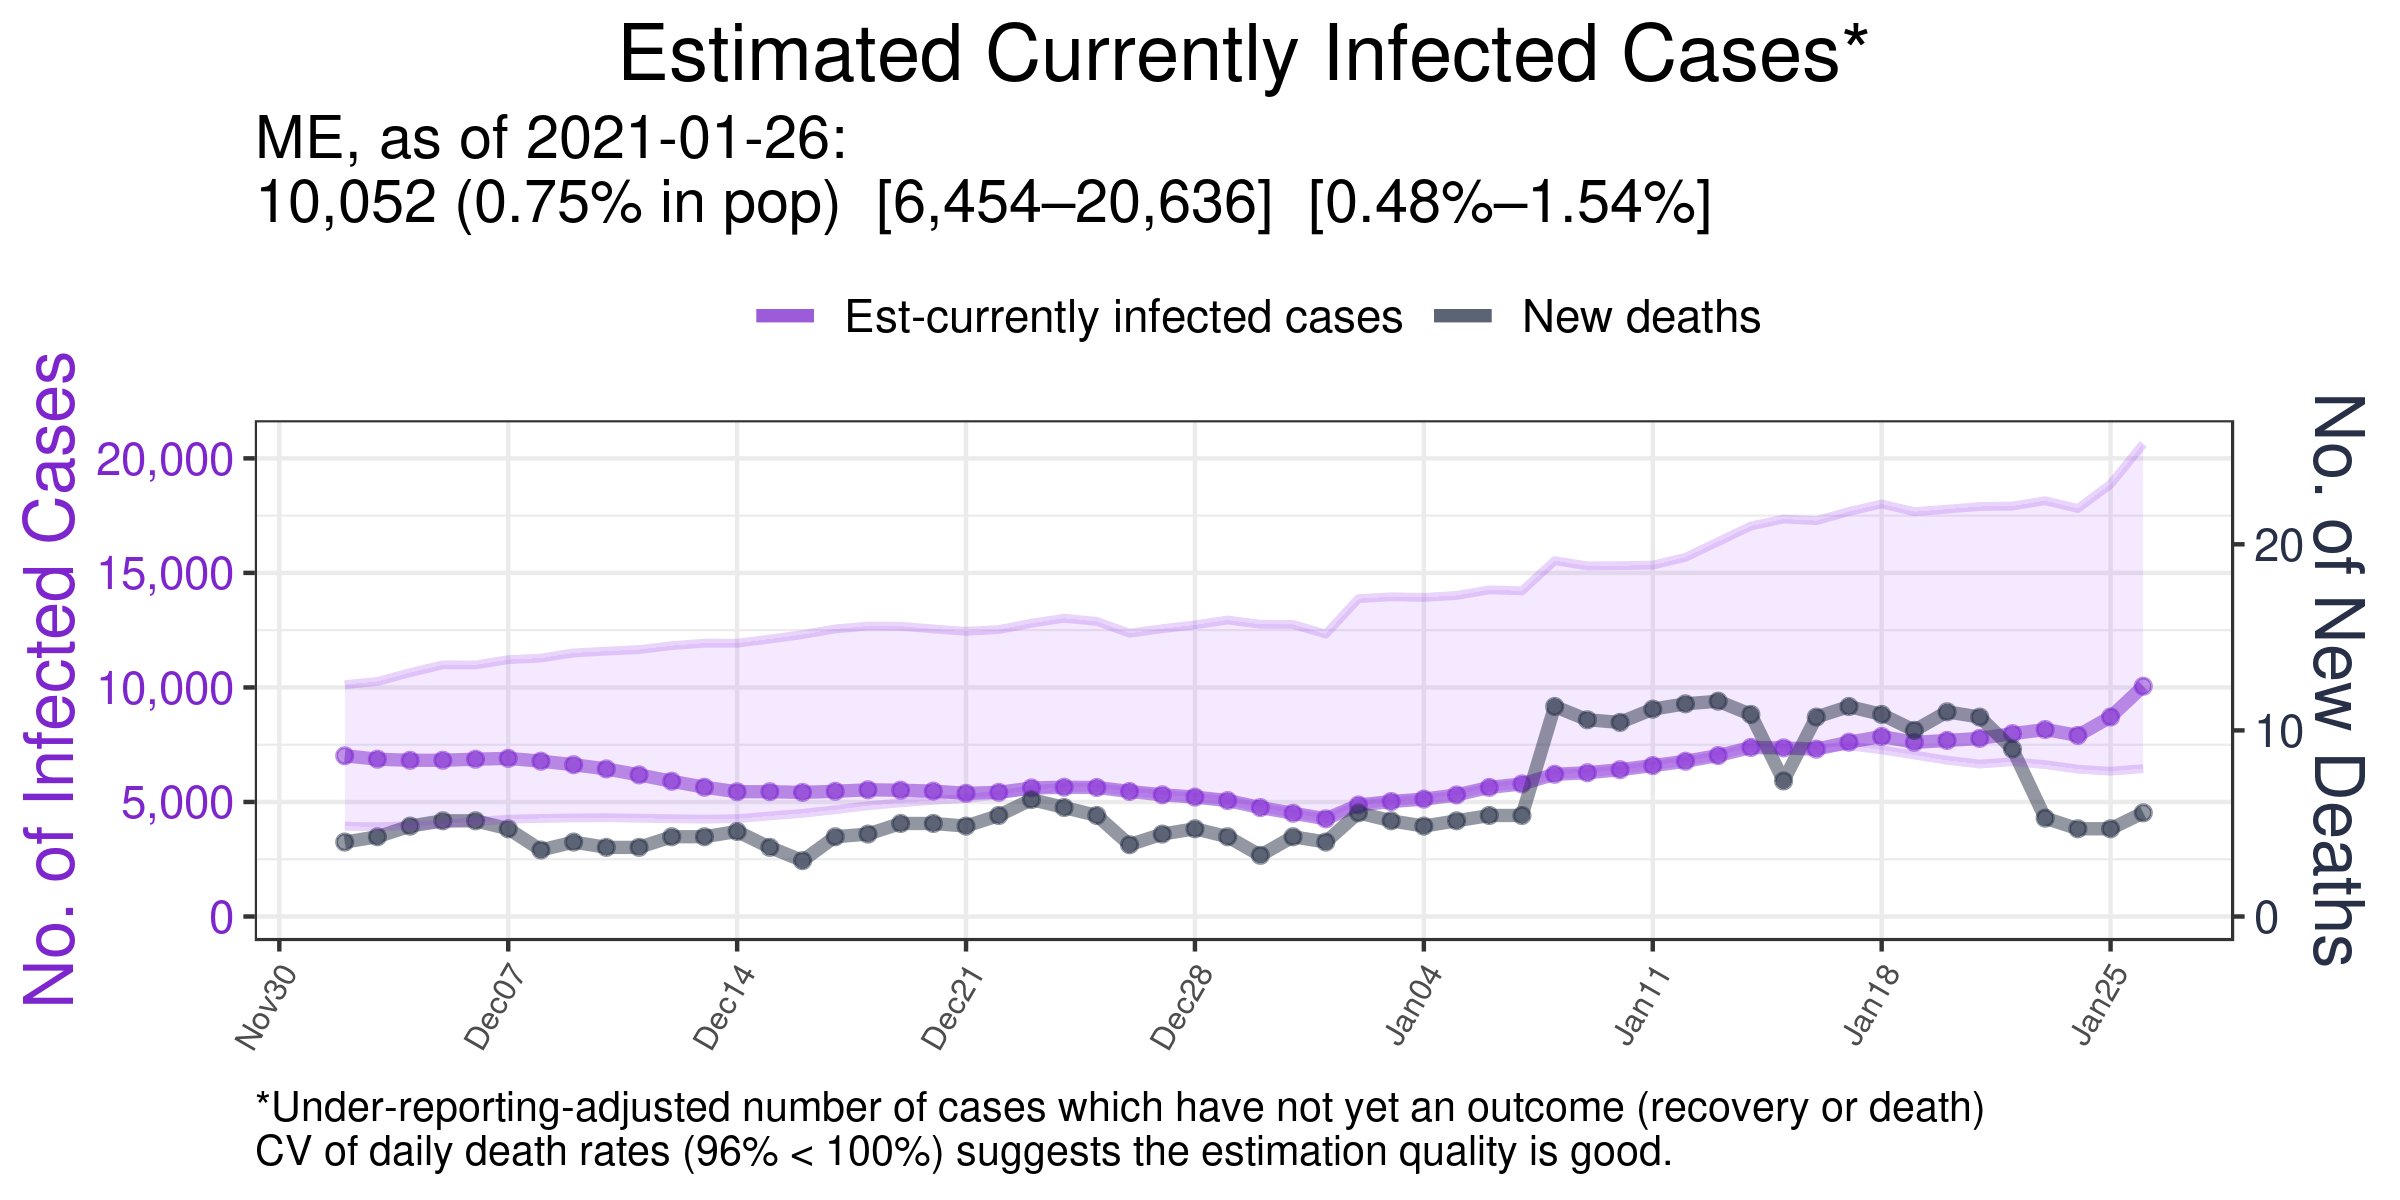 Estimated Currently Infected Cases*
ME, as of 2021-01-26:
10,052 (0.75% in pop)  [6,454–20,636]  [0.48%–1.54%]
Est-currently infected cases
New deaths
No. of Infected Cases
20,000
15,000
10,000
5,000
0
20
10
0
No. of New Deaths
Nov30
Dec07
Dec14
Dec21
Dec28
Jan04
Jan11
Jan18
Jan25
*Under-reporting-adjusted number of cases which have not yet an outcome (recovery or death)
CV of daily death rates (96% < 100%) suggests the estimation quality is good.